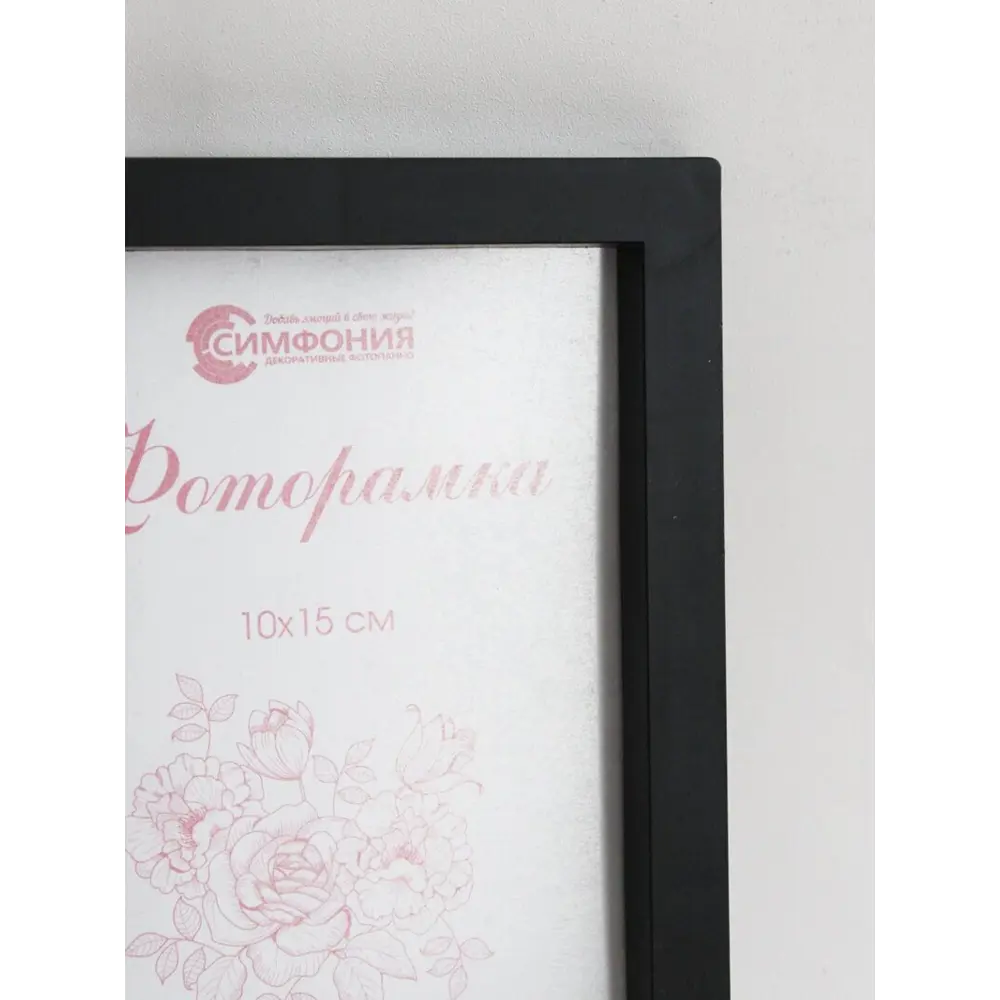 Добавь эмоций в свою жизнь!
СИМФОНИЯ
ДЕКОРАТИВНЫЕ ФОТОПАННО
Фоторамка
10x15 см